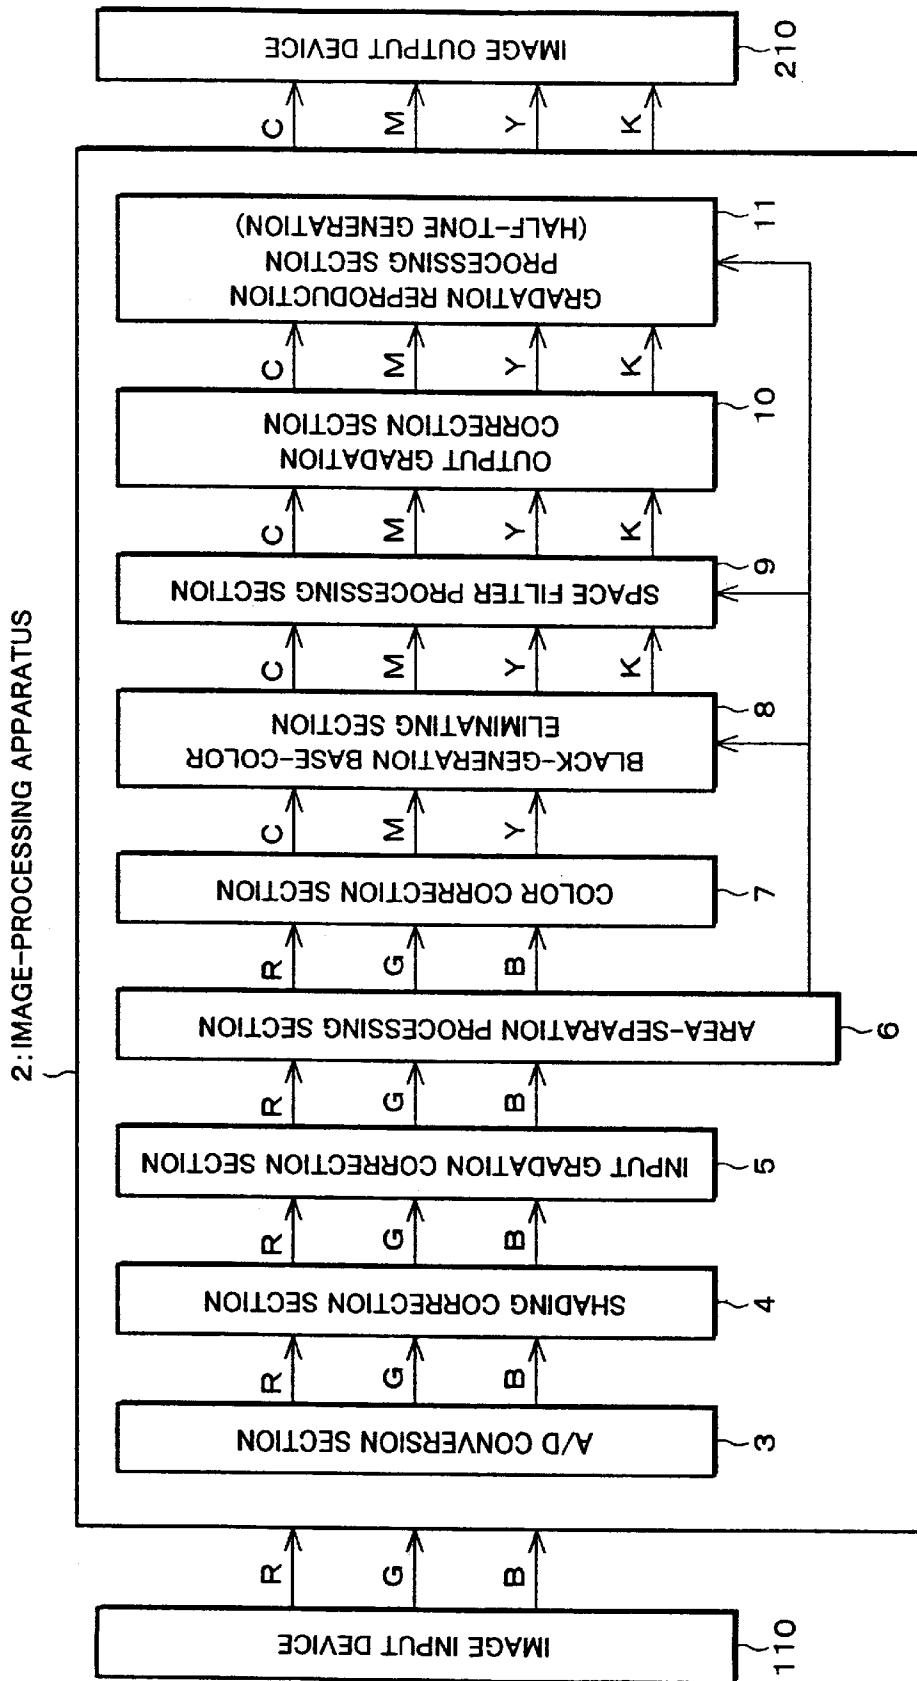 2:IMAGE-PROCESSING APPARATUS
IMAGE INPUT DEVICE
110
R
G
B
A/D CONVERSION SECTION
3
R
G
B
SHADING CORRECTION SECTION
4
R
G
B
INPUT GRADATION CORRECTION SECTION
5
R
G
B
AREA-SEPARATION PROCESSING SECTION
6
R
G
B
COLOR CORRECTION SECTION
7
C
M
Y
BLACK-GENERATION BASE-COLOR
ELIMINATING SECTION
8
C
M
Y
K
SPACE FILTER PROCESSING SECTION
9
C
M
Y
K
OUTPUT GRADATION
CORRECTION SECTION
10
C
M
Y
K
GRADATION REPRODUCTION
PROCESSING SECTION
(HALF-TONE GENERATION)
11
C
M
Y
K
IMAGE OUTPUT DEVICE
210